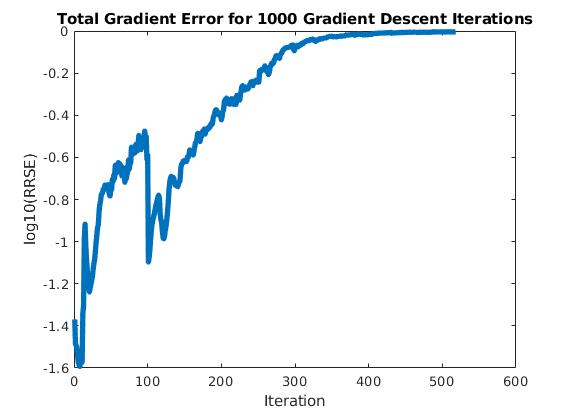 Total Gradient Error for 1000 Gradient Descent Iterations
0
-0.2
-0.4
-0.6
-0.8
-1
-1.2
-1.4
-1.6
log10(RRSE)
0 100 200 300 400 500 600
Iteration